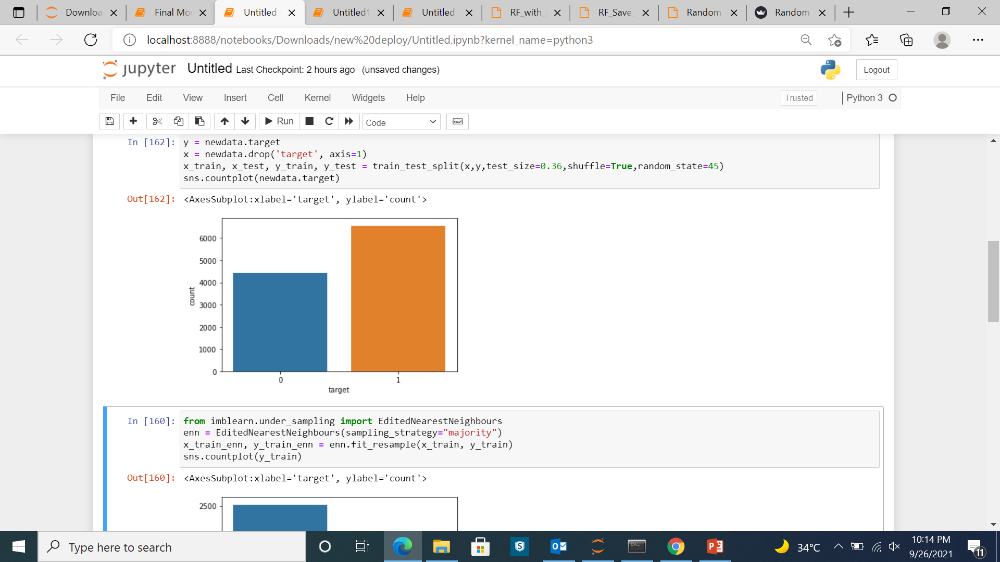 Downloa
Final Mo
Untitled
Untitled1
Untitled
RF_with_
RF_Save_
Random_
Random_
localhost:8888/notebooks/Downloads/new%20deploy/Untitled.ipynb?kernel_name=python3
jupyter Untitled Last Checkpoint: 2 hours ago (unsaved changes)
Logout
File Edit View Insert Cell Kernel Widgets Help
Trusted
Python 3
Run
Code
In [162]: y = newdata.target
x = newdata.drop('target', axis=1)
x_train, x_test, y_train, y_test = train_test_split(x,y,test_size=0.36,shuffle=True,random_state=45)
sns.countplot(newdata.target)
Out[162]: <AxesSubplot:xlabel='target', ylabel='count'>
6000
5000
4000
3000
2000
1000
0
count
0 1
target
In [160]: from imblearn.under_sampling import EditedNearestNeighbours
enn = EditedNearestNeighbours(sampling_strategy="majority")
x_train_enn, y_train_enn = enn.fit_resample(x_train, y_train)
sns.countplot(y_train)
Out[160]: <AxesSubplot:xlabel='target', ylabel='count'>
2500
Type here to search
34°C
10:14 PM
9/26/2021
11